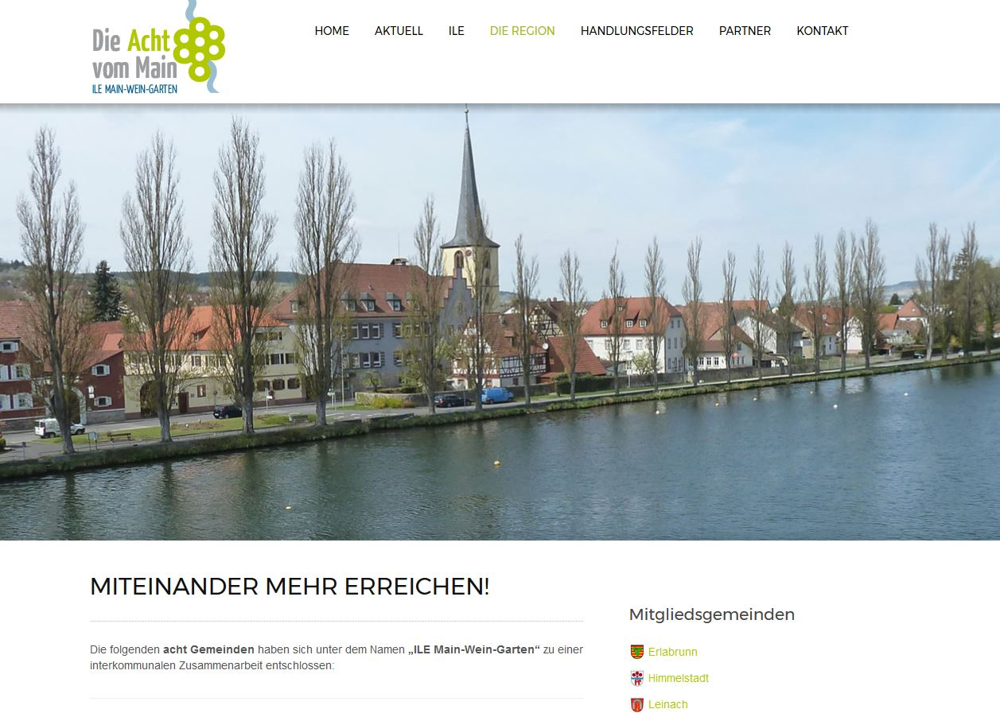 Die Acht
vom Main
ILE MAIN-WEIN-GARTEN
HOME AKTUELL ILE DIE REGION HANDLUNGSFELDER PARTNER KONTAKT
MITEINANDER MEHR ERREICHEN!
Die folgenden acht Gemeinden haben sich unter dem Namen „ILE Main-Wein-Garten“ zu einer
interkommunalen Zusammenarbeit entschlossen:
Mitgliedsgemeinden
Erlabrunn
Himmelstadt
Leinach